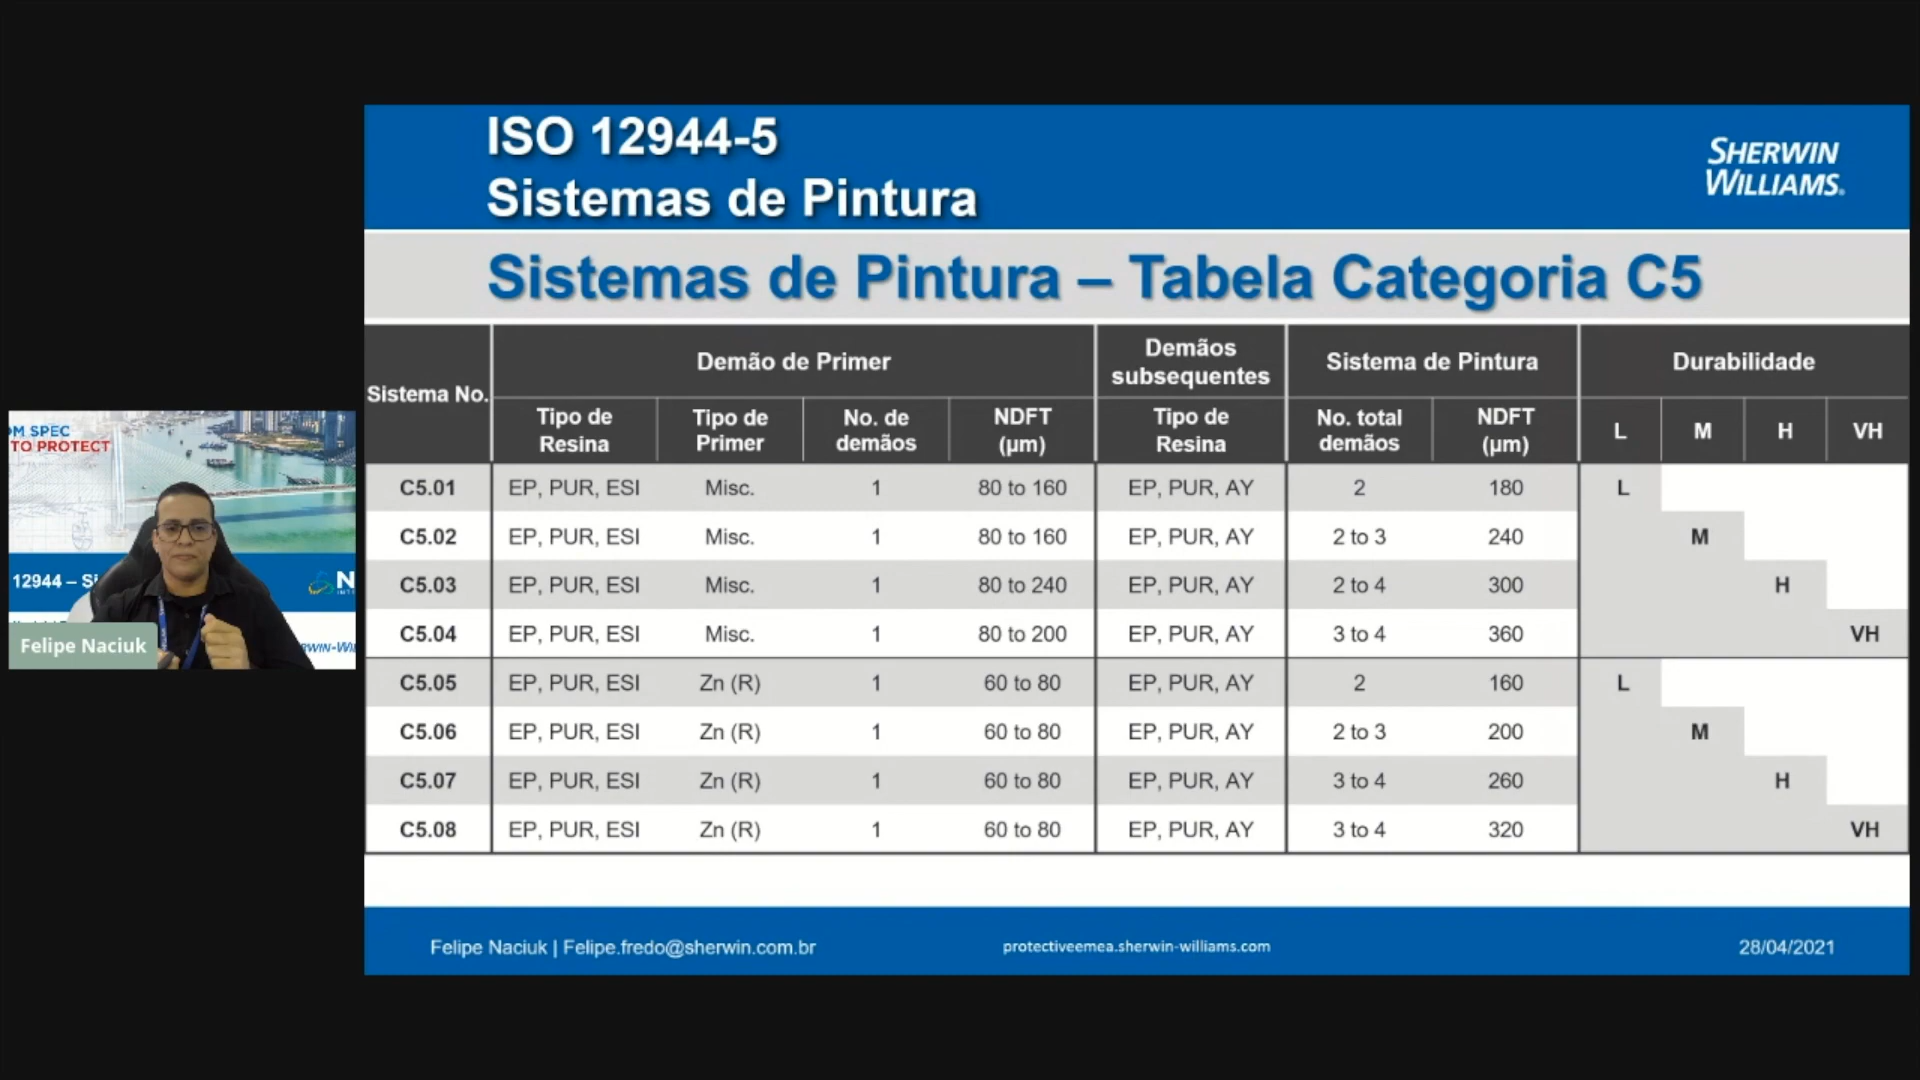 ISO 12944-5
Sistemas de Pintura
SHERWIN
WILLIAMS.
Sistemas de Pintura – Tabela Categoria C5
Sistema No. Demão de Primer Demãos subsequentes Sistema de Pintura Durabilidade
Tipo de Resina Tipo de Primer No. de demãos NDFT (µm) Tipo de Resina No. total demãos NDFT (µm) L M H VH
C5.01 EP, PUR, ESI Misc. 1 80 to 160 EP, PUR, AY 2 180 L
C5.02 EP, PUR, ESI Misc. 1 80 to 160 EP, PUR, AY 2 to 3 240 M
C5.03 EP, PUR, ESI Misc. 1 80 to 240 EP, PUR, AY 2 to 4 300 H
C5.04 EP, PUR, ESI Misc. 1 80 to 200 EP, PUR, AY 3 to 4 360 VH
C5.05 EP, PUR, ESI Zn (R) 1 60 to 80 EP, PUR, AY 2 160 L
C5.06 EP, PUR, ESI Zn (R) 1 60 to 80 EP, PUR, AY 2 to 3 200 M
C5.07 EP, PUR, ESI Zn (R) 1 60 to 80 EP, PUR, AY 3 to 4 260 H
C5.08 EP, PUR, ESI Zn (R) 1 60 to 80 EP, PUR, AY 3 to 4 320 VH
Felipe Naciuk | Felipe.fredo@sherwin.com.br protectiveemea.sherwin-williams.com 28/04/2021
OM SPEC
TO PROTECT
12944 – Si
Felipe Naciuk